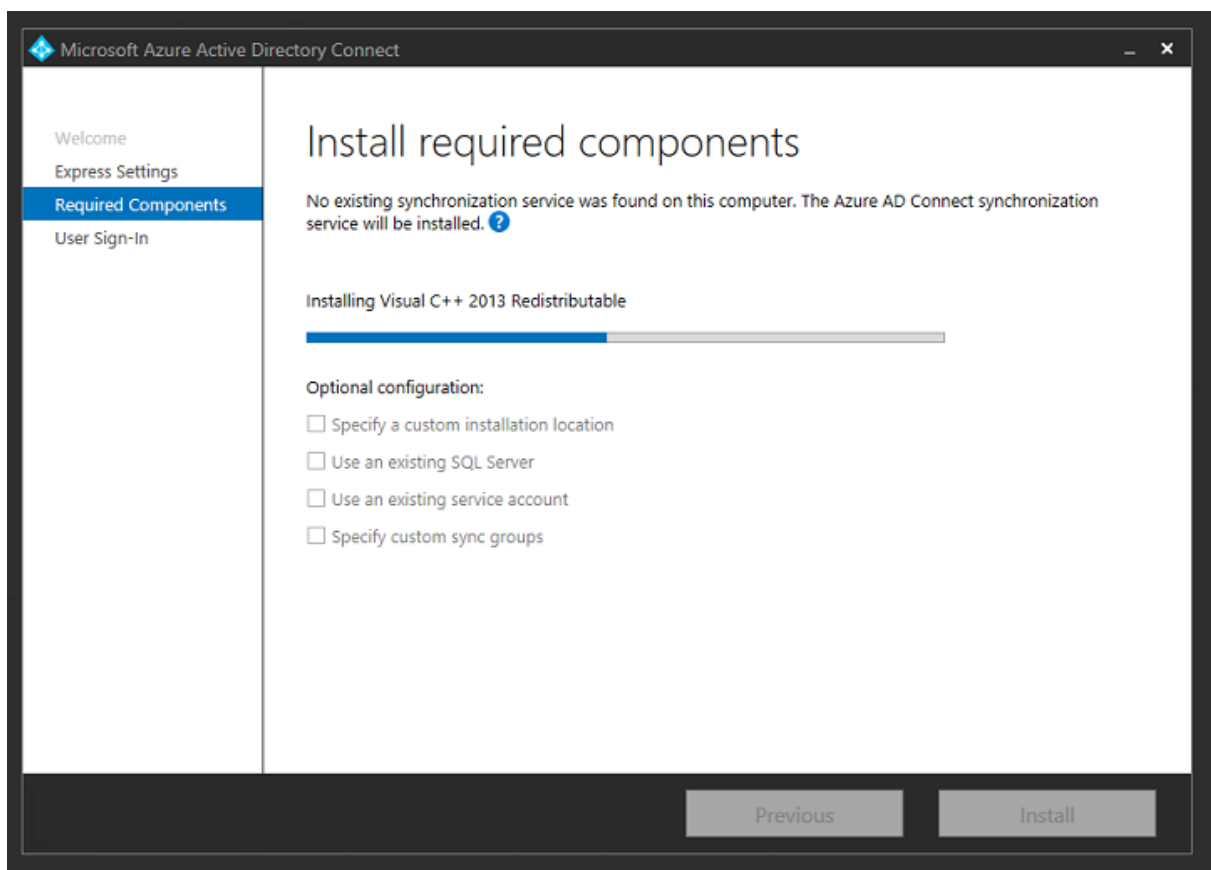 Microsoft Azure Active Directory Connect
Welcome
Express Settings
Required Components
User Sign-In
Install required components
No existing synchronization service was found on this computer. The Azure AD Connect synchronization
service will be installed. ?
Installing Visual C++ 2013 Redistributable
Optional configuration:
Specify a custom installation location
Use an existing SQL Server
Use an existing service account
Specify custom sync groups
Previous
Install